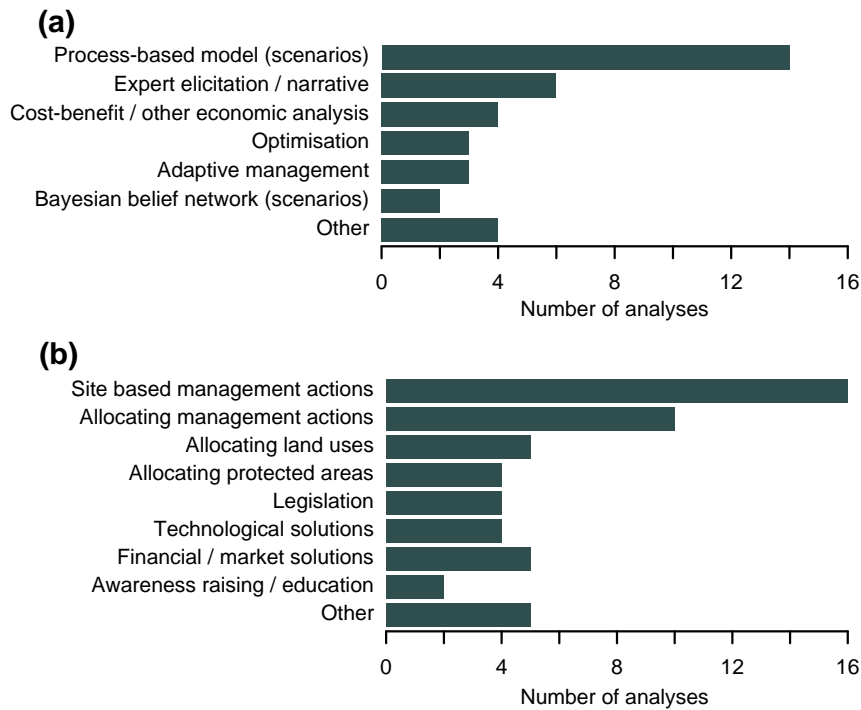 (a)
Process-based model (scenarios)
Expert elicitation / narrative
Cost-benefit / other economic analysis
Optimisation
Adaptive management
Bayesian belief network (scenarios)
Other
0 4 8 12 16
Number of analyses
(b)
Site based management actions
Allocating management actions
Allocating land uses
Allocating protected areas
Legislation
Technological solutions
Financial / market solutions
Awareness raising / education
Other
0 4 8 12 16
Number of analyses